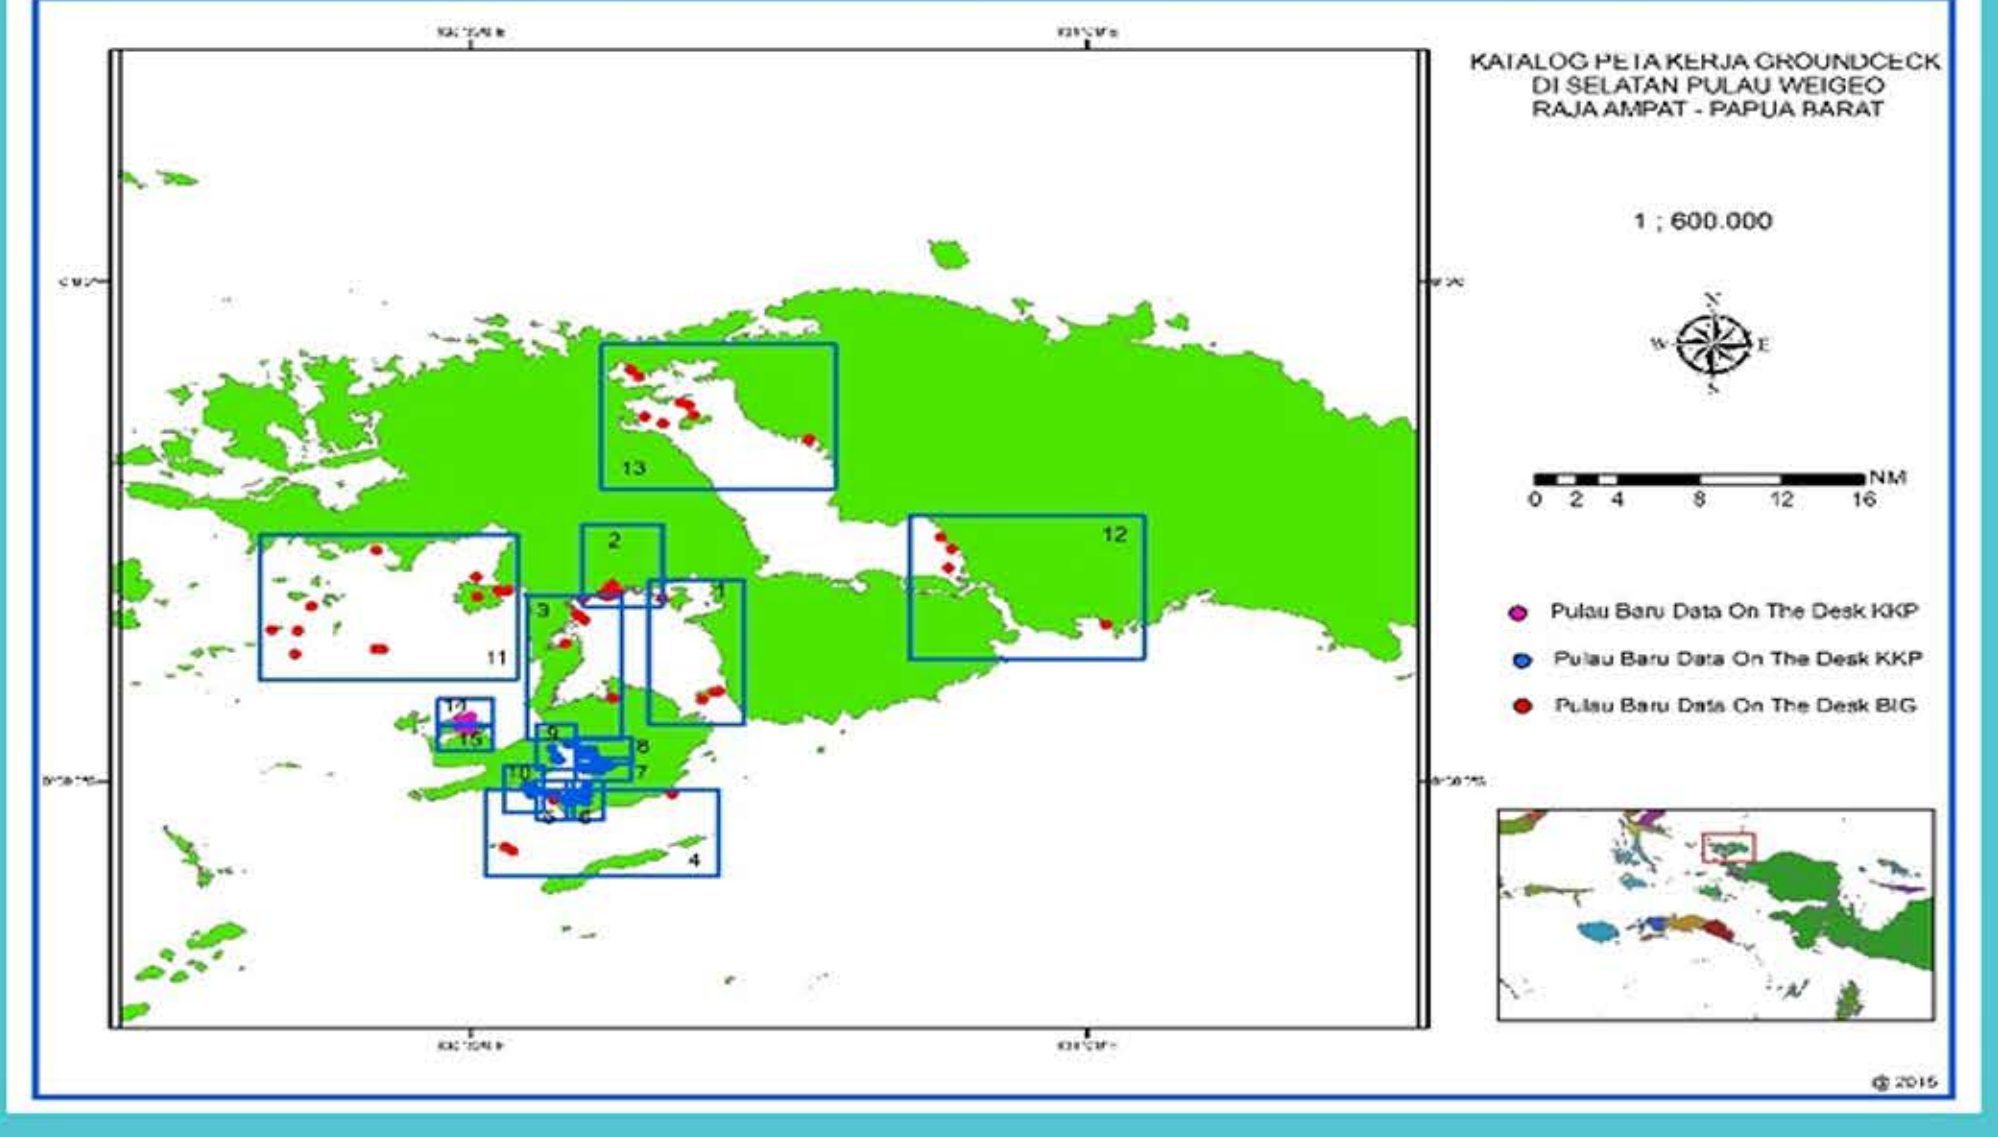 KATALOG PETA KERJA GROUNDCECK
DI SELATAN PULAU WEIGEO
RAJA AMPAT - PAPUA BARAT
1 ; 600.000
N
W
E
S
NM
0 2 4 8 12 16
Pulau Baru Data On The Desk KKP
Pulau Baru Data On The Desk KKP
Pulau Baru Data On The Desk BIG
13
12
2
1
3
11
14
15
9
8
7
10
5
6
4
@ 2015